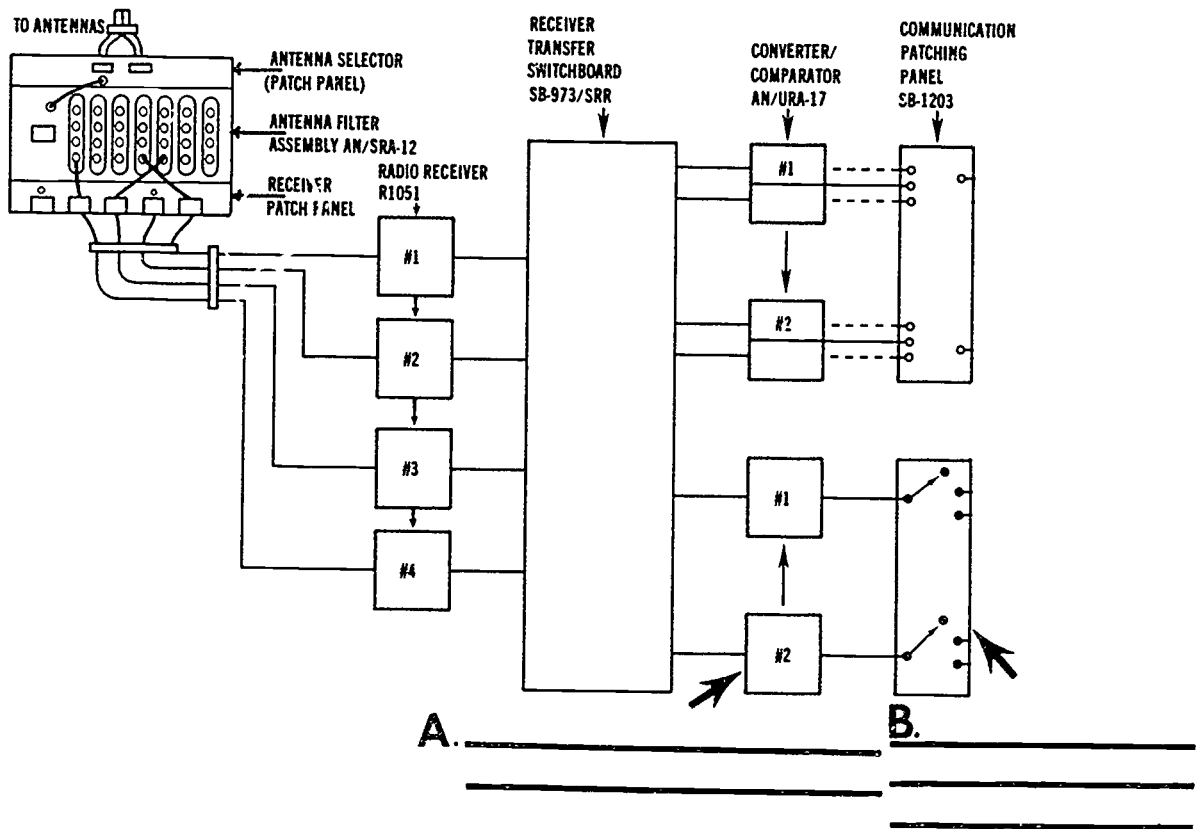 TO ANTENNAS
ANTENNA SELECTOR
(PATCH PANEL)
ANTENNA FILTER
ASSEMBLY AN/SRA-12
RECEIVER
PATCH PANEL
RADIO RECEIVER
R1051
#1
#2
#3
#4
RECEIVER
TRANSFER
SWITCHBOARD
SB-973/SRR
CONVERTER/
COMPARATOR
AN/URA-17
#1
#2
#1
#2
COMMUNICATION
PATCHING
PANEL
SB-1203
A.
B.